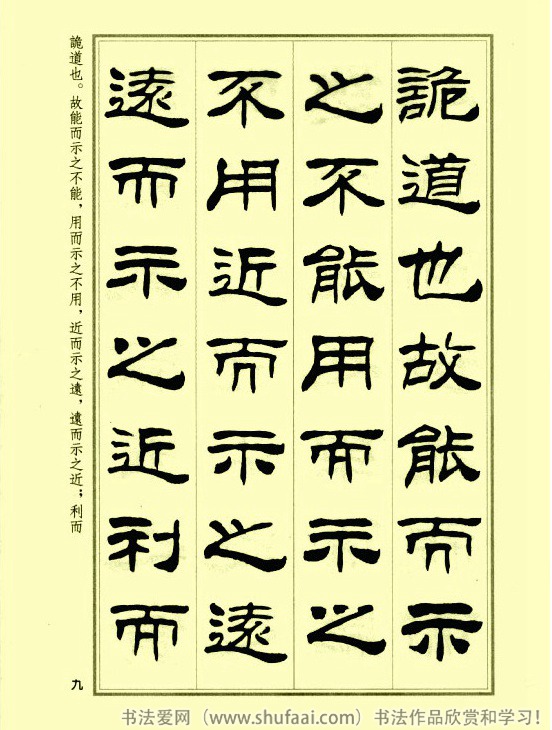 詭道也故能而示
之不能用而示之
不用近而示之遠
遠而示之近利而
詭道也。故能而示之不能，用而示之不用，近而示之遠，遠而示之近；利而
九
书法爱网（www.shufaai.com）书法作品欣赏和学习！